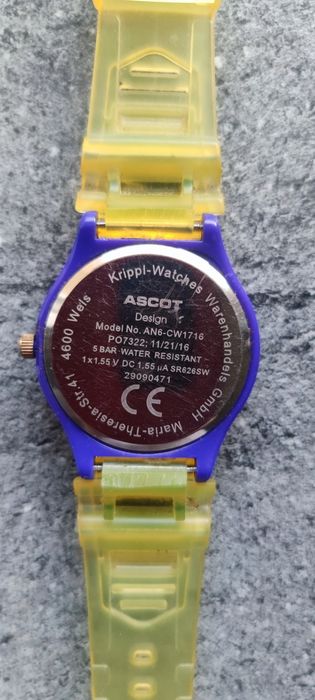 Krippl-Watches Warenhandels GmbH
Maria-Theresia-Str.41
4600 Wels
ASCOT
Design
Model No. AN6-CW1716
PO7322; 11/21/16
5 BAR WATER RESISTANT
1x1.55 V DC 1.55 µA SR626SW
29090471
CE